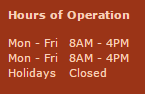 Hours of Operation
Mon - Fri 8AM - 4PM
Mon - Fri 8AM - 4PM
Holidays Closed